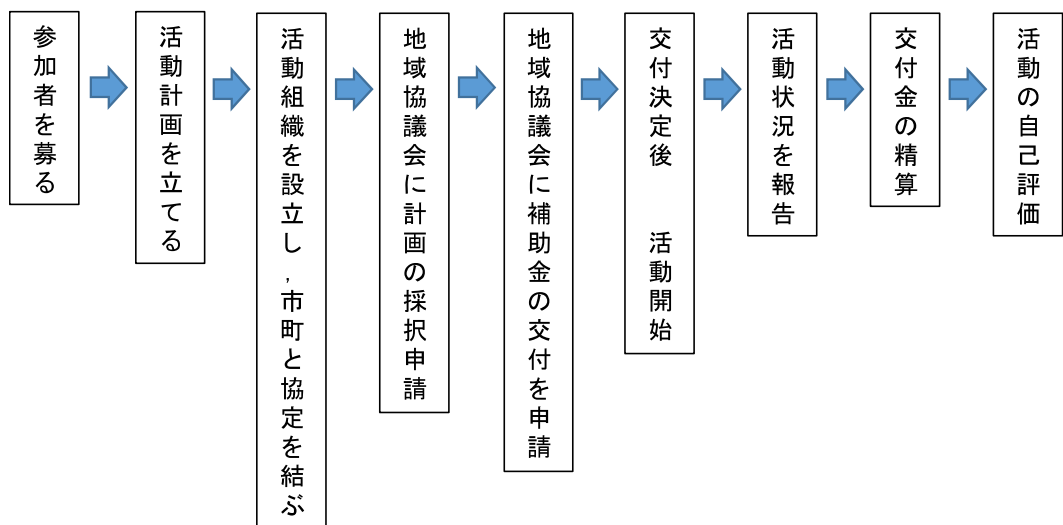 参加者を募る
活動計画を立てる
活動組織を設立し，市町と協定を結ぶ
地域協議会に計画の採択申請
地域協議会に補助金の交付を申請
交付決定後　　活動開始
活動状況を報告
交付金の精算
活動の自己評価